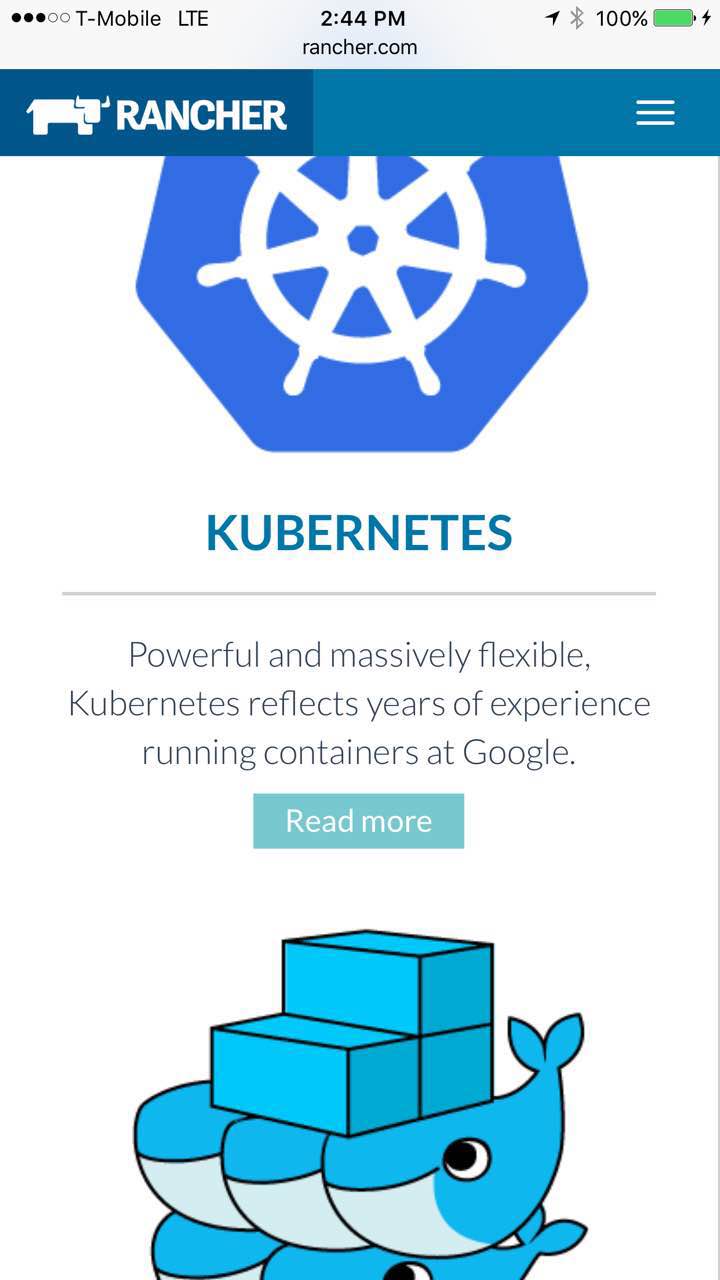 T-Mobile LTE 2:44 PM 100%
rancher.com
RANCHER
KUBERNETES
Powerful and massively flexible,
Kubernetes reflects years of experience
running containers at Google.
Read more